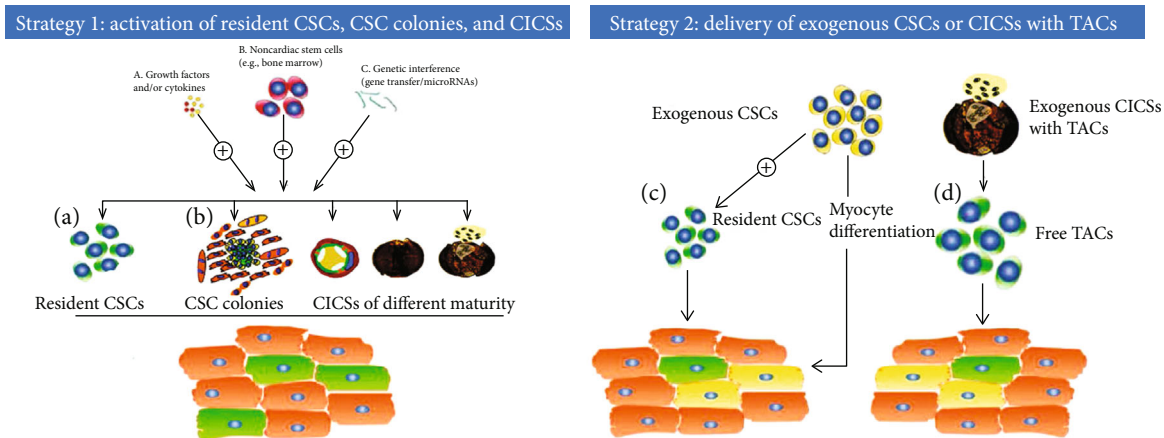 Strategy 1: activation of resident CSCs, CSC colonies, and CICSs
A. Growth factors
and/or cytokines
B. Noncardiac stem cells
(e.g., bone marrow)
C. Genetic interference
(gene transfer/microRNAs)
+
+
+
(a)
(b)
Resident CSCs
CSC colonies
CICSs of different maturity
Strategy 2: delivery of exogenous CSCs or CICSs with TACs
Exogenous CSCs
Exogenous CICSs
with TACs
+
(c)
(d)
Resident CSCs
Myocyte
differentiation
Free TACs